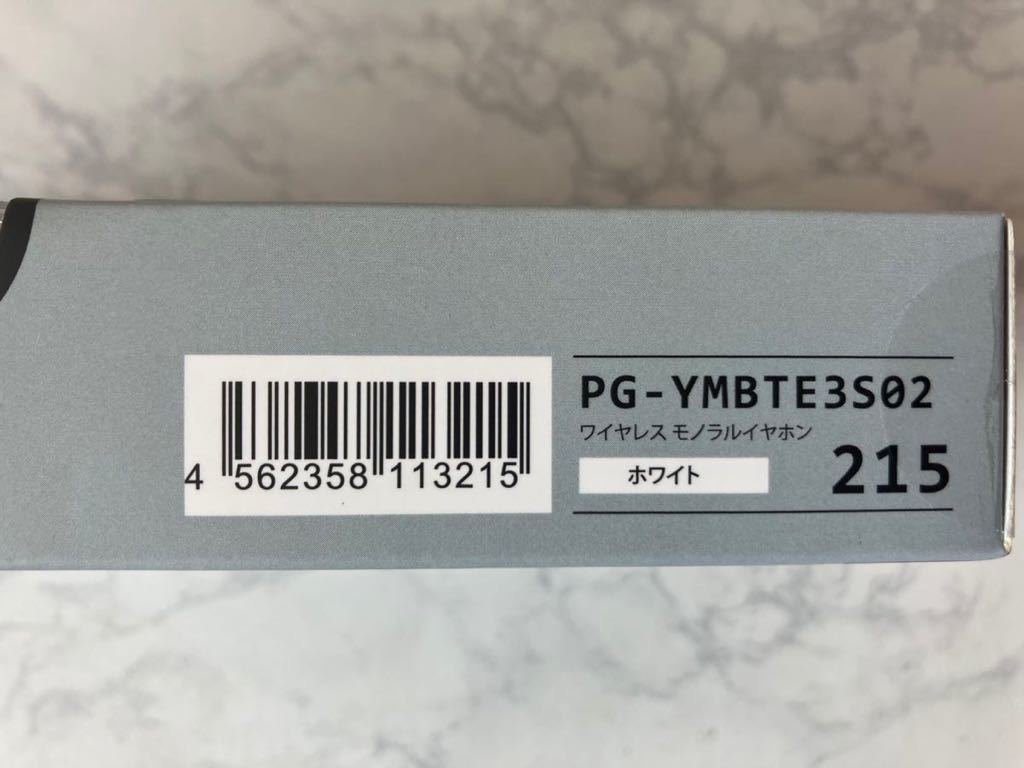 PG-YMBTE3S02
ワイヤレス モノラルイヤホン
ホワイト
215
4 562358 113215